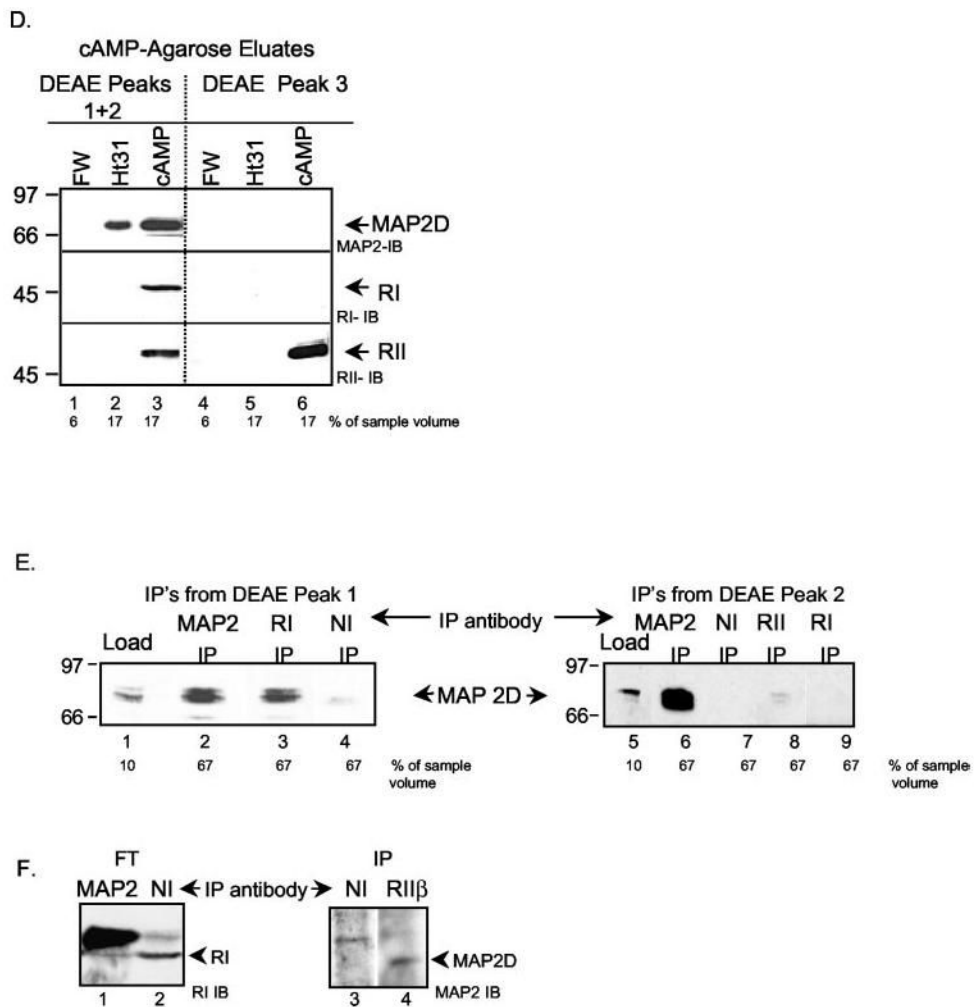 D.
cAMP-Agarose Eluates
DEAE Peaks DEAE Peak 3
1+2
FW Ht31 cAMP FW Ht31 cAMP
97
66
MAP2D
MAP2-IB
45
RI
RI- IB
RII
45
RII- IB
1 2 3 4 5 6
6 17 17 6 17 17 % of sample volume
E.
IP's from DEAE Peak 1 IP's from DEAE Peak 2
IP antibody
MAP2 RI NI MAP2 NI RII RI
Load IP IP IP Load IP IP IP IP
97 97
MAP 2D
66 66
1 2 3 4 5 6 7 8 9
10 67 67 67 % of sample volume 10 67 67 67 67 % of sample volume
F.
FT IP
MAP2 NI IP antibody NI RIIβ
RI MAP2D
1 2 RI IB 3 4 MAP2 IB